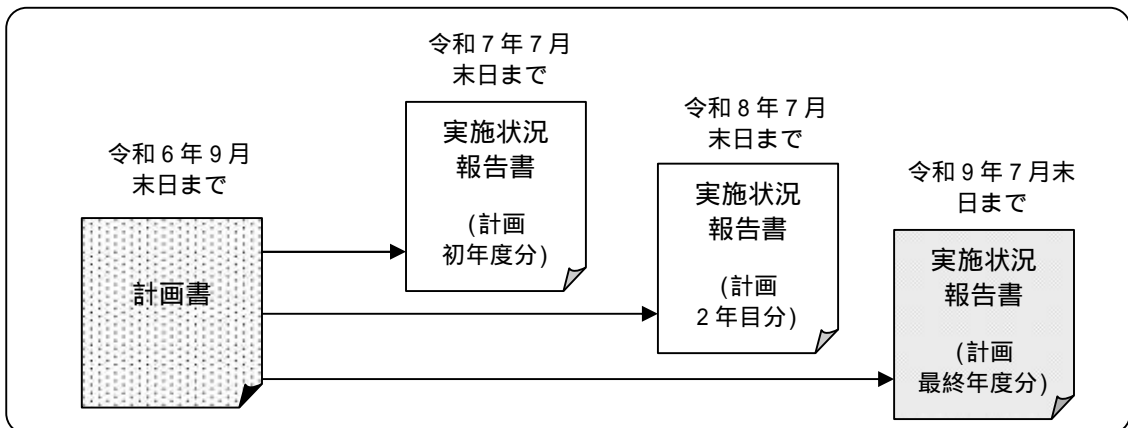 令和６年９月
末日まで
計画書
令和７年７月
末日まで
実施状況
報告書
(計画
初年度分)
令和８年７月
末日まで
実施状況
報告書
(計画
２年目分)
令和９年７月末
日まで
実施状況
報告書
(計画
最終年度分)